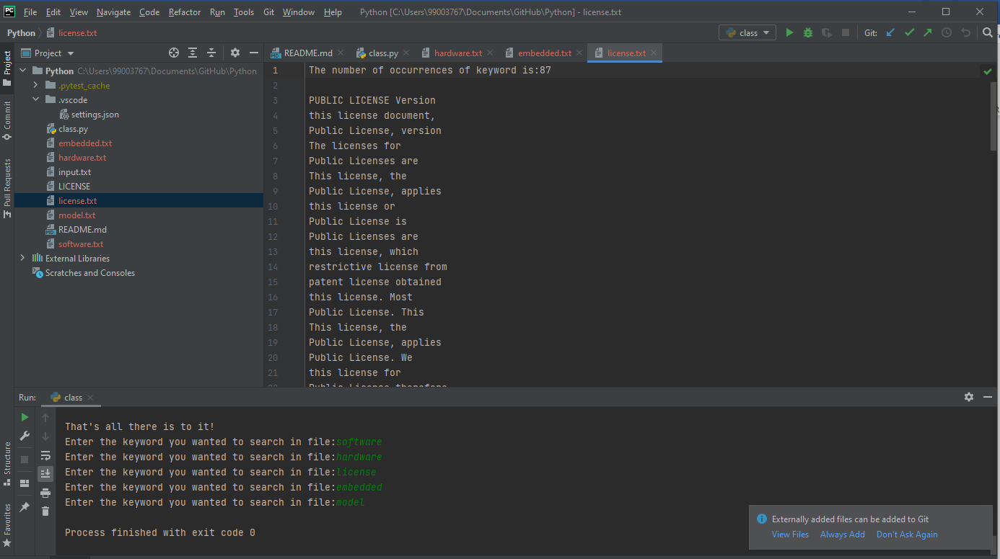 PC File Edit View Navigate Code Refactor Run Tools Git Window Help Python [C:\Users\99003767\Documents\GitHub\Python] - license.txt
Python license.txt class Git:
Project README.md class.py hardware.txt embedded.txt license.txt
Project
Commit
Pull Requests
Structure
Favorites
Python C:\Users\99003767\Documents\GitHub\Python
.pytest_cache
.vscode
settings.json
class.py
embedded.txt
hardware.txt
input.txt
LICENSE
license.txt
model.txt
MD README.md
software.txt
External Libraries
Scratches and Consoles
1 The number of occurrences of keyword is:87
2
3 PUBLIC LICENSE Version
4 this license document,
5 Public License, version
6 The licenses for
7 Public Licenses are
8 This license, the
9 Public License, applies
10 this license or
11 Public License is
12 Public Licenses are
13 this license, which
14 restrictive license from
15 patent license obtained
16 this license. Most
17 Public License. This
18 This license, the
19 Public License, applies
20 Public License. We
21 this license for
22 Public License therefore
Run: class
That's all there is to it!
Enter the keyword you wanted to search in file:software
Enter the keyword you wanted to search in file:hardware
Enter the keyword you wanted to search in file:license
Enter the keyword you wanted to search in file:embedded
Enter the keyword you wanted to search in file:model
Process finished with exit code 0
Externally added files can be added to Git
View Files Always Add Don't Ask Again